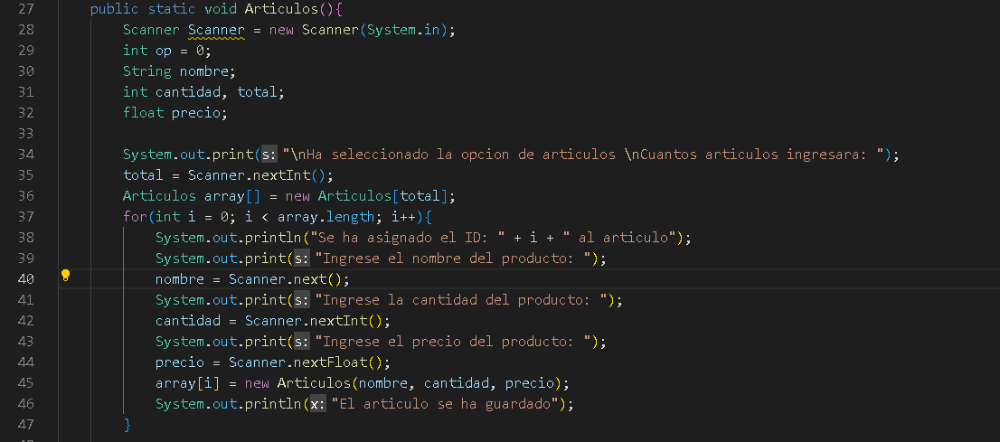 27 public static void Articulos(){
28 Scanner Scanner = new Scanner(System.in);
29 int op = 0;
30 String nombre;
31 int cantidad, total;
32 float precio;
33
34 System.out.print(s: "\nHa seleccionado la opcion de articulos \nCuantos articulos ingresara: ");
35 total = Scanner.nextInt();
36 Articulos array[] = new Articulos[total];
37 for(int i = 0; i < array.length; i++){
38 System.out.println("Se ha asignado el ID: " + i + " al articulo");
39 System.out.print(s: "Ingrese el nombre del producto: ");
40 nombre = Scanner.next();
41 System.out.print(s: "Ingrese la cantidad del producto: ");
42 cantidad = Scanner.nextInt();
43 System.out.print(s: "Ingrese el precio del producto: ");
44 precio = Scanner.nextFloat();
45 array[i] = new Articulos(nombre, cantidad, precio);
46 System.out.println(x: "El articulo se ha guardado");
47 }